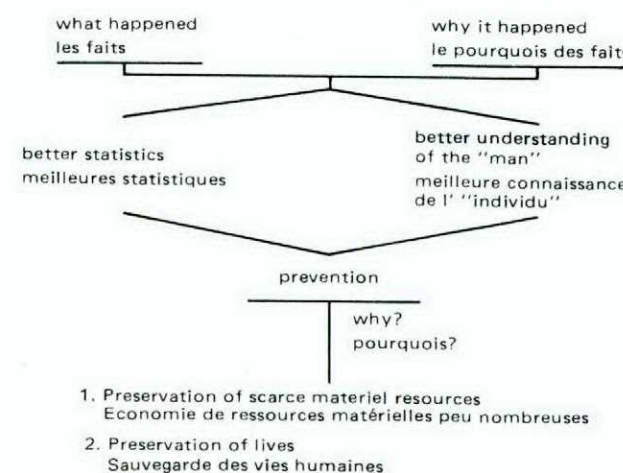 what happened
les faits
why it happened
le pourquois des faits
better statistics
meilleures statistiques
better understanding
of the "man"
meilleure connaissance
de l' "individu"
prevention
why?
pourquois?
1. Preservation of scarce materiel resources
Economie de ressources matérielles peu nombreuses
2. Preservation of lives
Sauvegarde des vies humaines